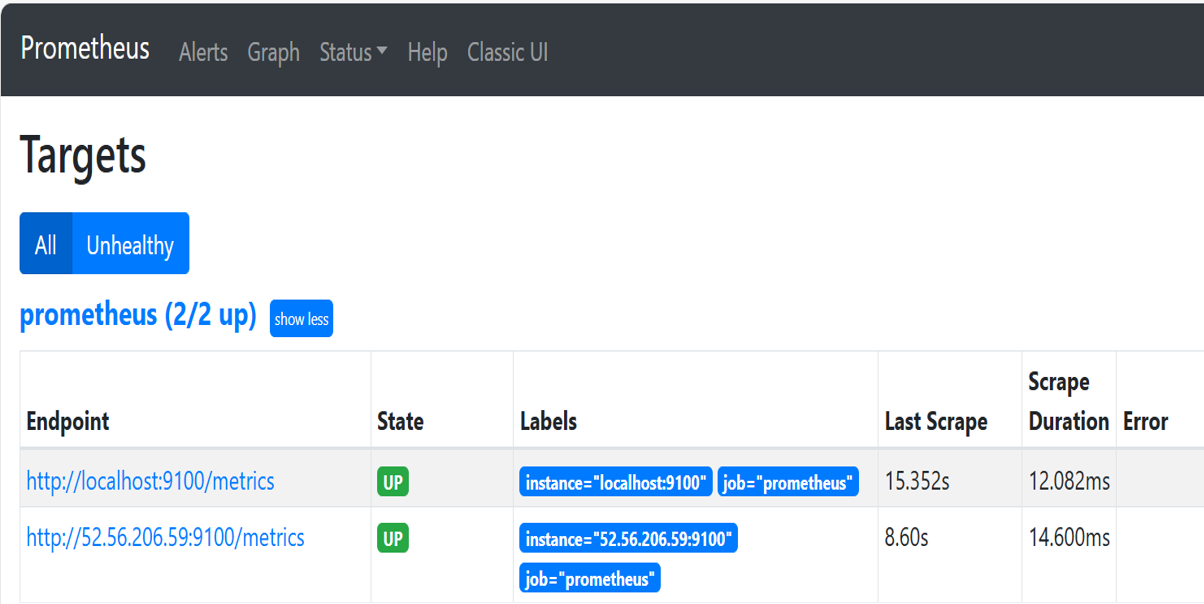 Prometheus Alerts Graph Status Help Classic UI
Targets
All Unhealthy
prometheus (2/2 up) show less
Endpoint State Labels Last Scrape Scrape Duration Error
http://localhost:9100/metrics UP instance="localhost:9100" job="prometheus" 15.352s 12.082ms
http://52.56.206.59:9100/metrics UP instance="52.56.206.59:9100" 8.60s 14.600ms
job="prometheus"